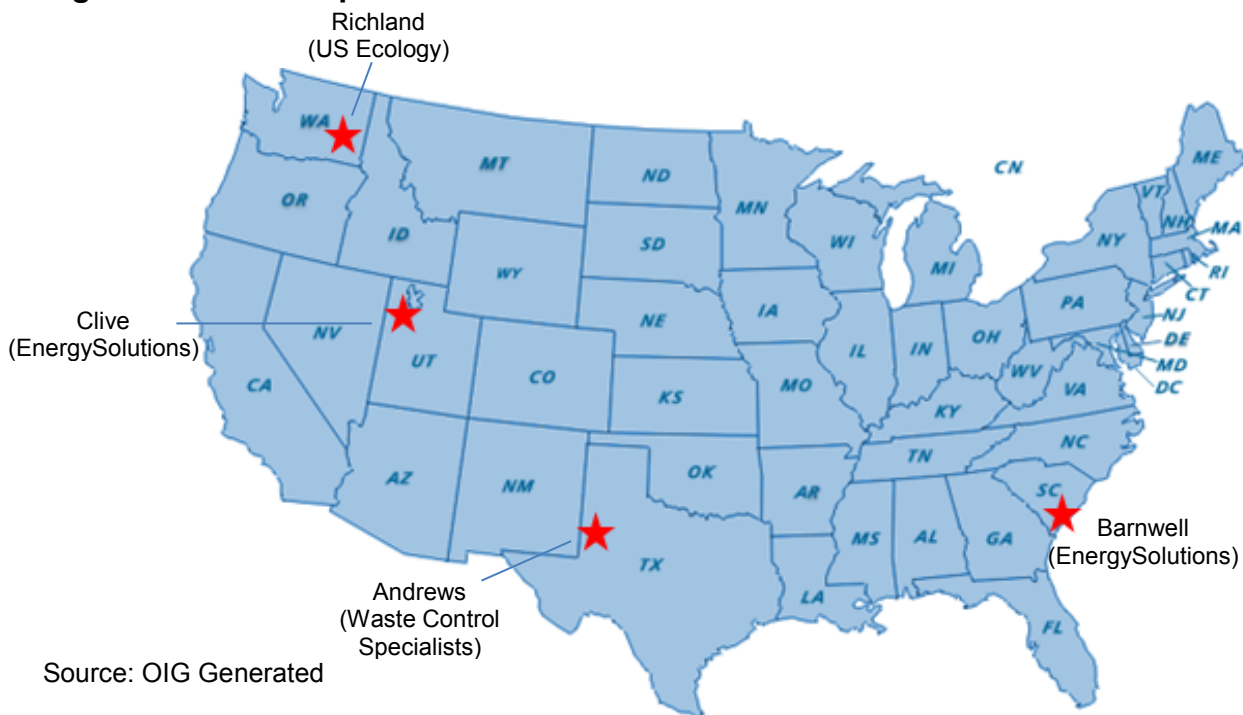 Richland
(US Ecology)
WA
MT
ND
MN
CN
ME
VT
NH
MA
OR
ID
SD
WI
NY
MI
RI
WY
CT
Clive
(EnergySolutions)
NV
IA
PA
NE
NJ
OH
DE
IL
IN
UT
MD
CO
WV
DC
CA
MO
VA
KS
KY
NC
TN
AZ
NM
OK
AR
SC
Barnwell
(EnergySolutions)
MS
AL
GA
TX
Andrews
(Waste Control
Specialists)
LA
FL
Source: OIG Generated